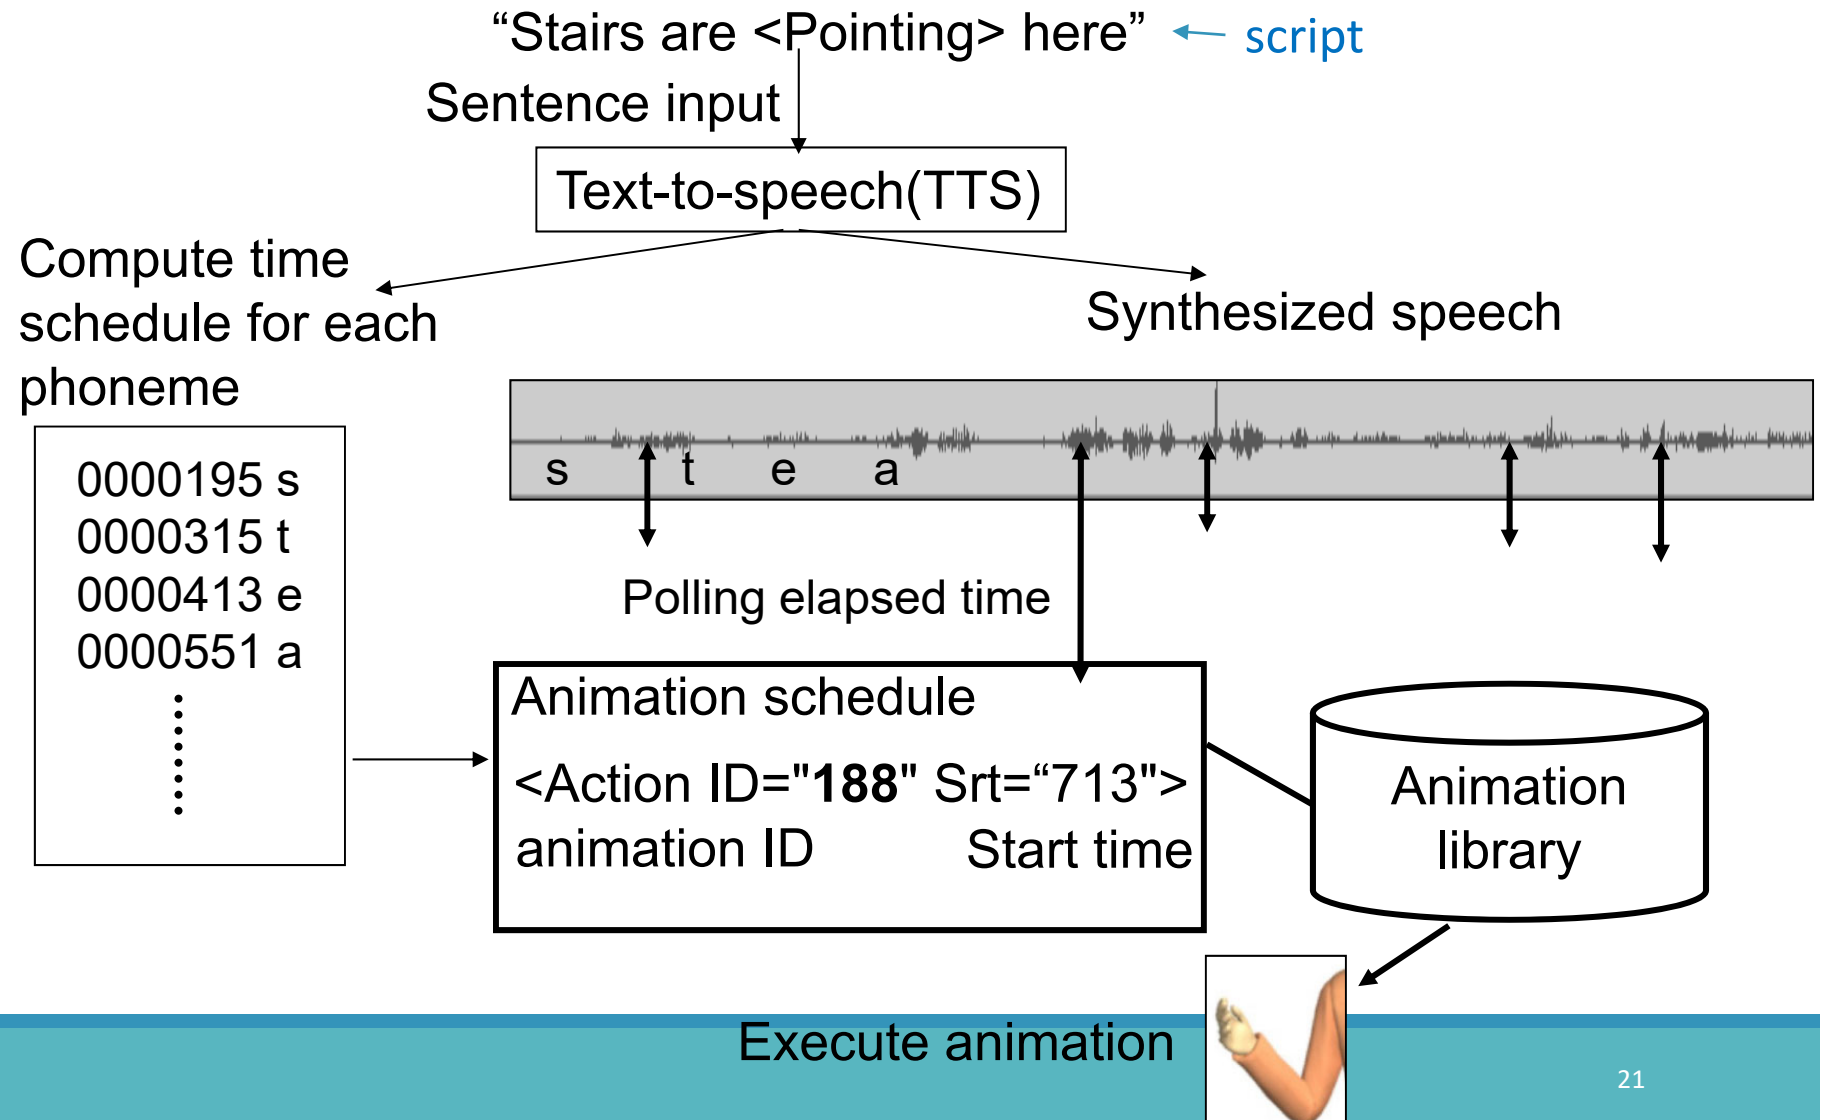 “Stairs are <Pointing> here”
script
Sentence input
Text-to-speech(TTS)
Compute time
schedule for each
phoneme
Synthesized speech
s t e a
0000195 s
0000315 t
0000413 e
0000551 a
Polling elapsed time
Animation schedule
<Action ID="188" Srt=“713">
animation ID Start time
Animation
library
Execute animation
21